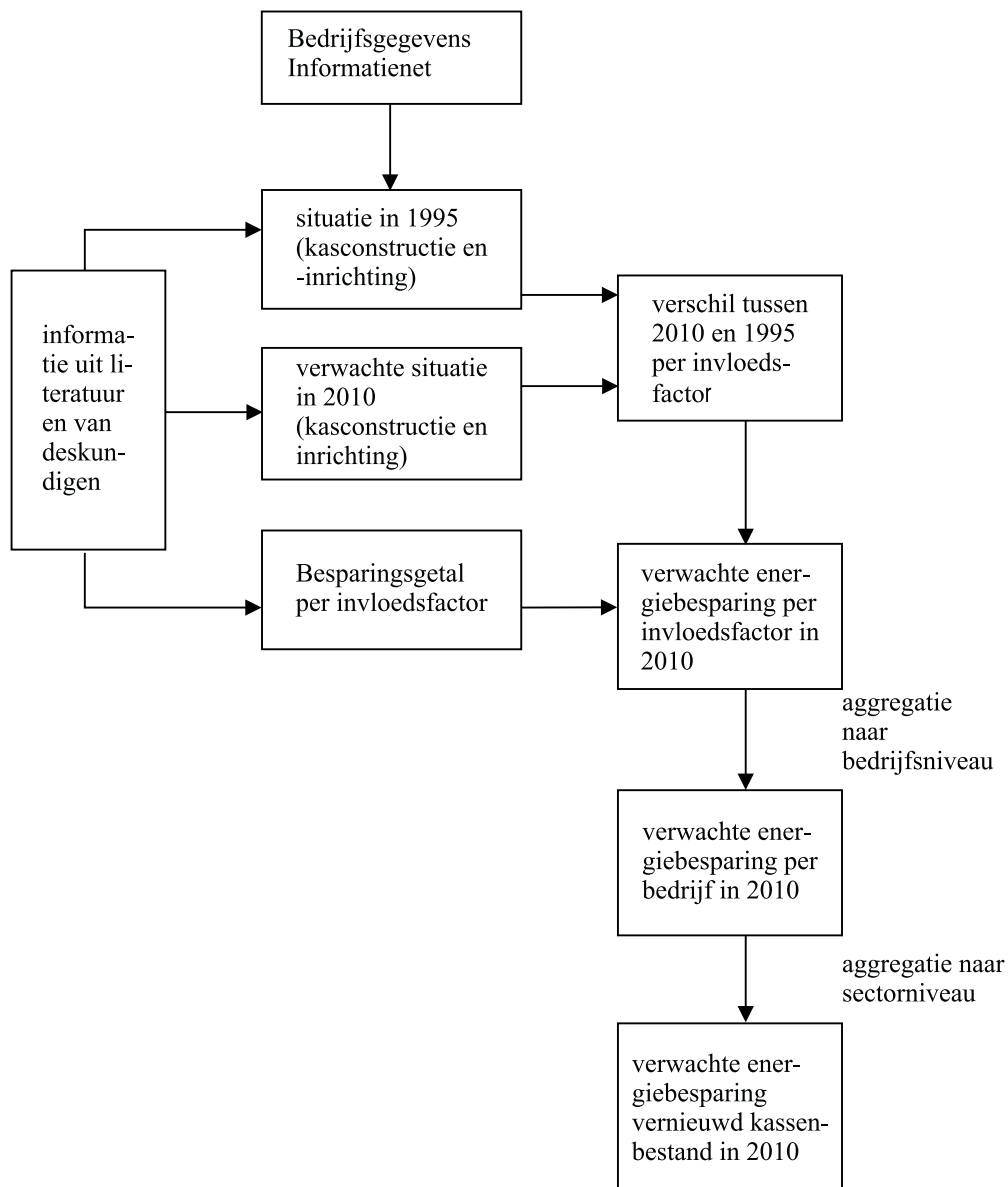 Bedrijfsgegevens
Informatienet
situatie in 1995
(kasconstructie en
-inrichting)
informa-
tie uit li-
teratuur
en van
deskun-
digen
verwachte situatie
in 2010
(kasconstructie en
inrichting)
verschil tussen
2010 en 1995
per invloeds-
factor
Besparingsgetal
per invloedsfactor
verwachte ener-
giebesparing per
invloedsfactor in
2010
aggregatie
naar
bedrijfsniveau
verwachte ener-
giebesparing per
bedrijf in 2010
aggregatie naar
sectorniveau
verwachte ener-
giebesparing
vernieuwd kassen-
bestand in 2010